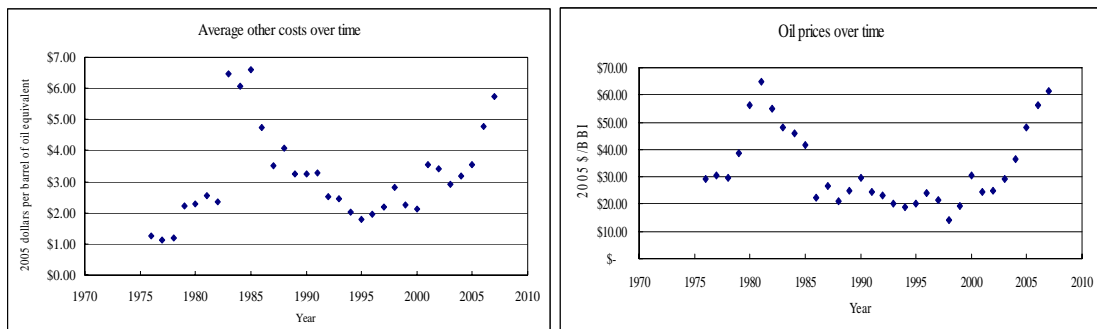 Average other costs over time
2005 dollars per barrel of oil equivalent
$7.00
$6.00
$5.00
$4.00
$3.00
$2.00
$1.00
$0.00
1970 1975 1980 1985 1990 1995 2000 2005 2010
Year
Oil prices over time
2005 $/BBl
$70.00
$60.00
$50.00
$40.00
$30.00
$20.00
$10.00
$-
1970 1975 1980 1985 1990 1995 2000 2005 2010
Year